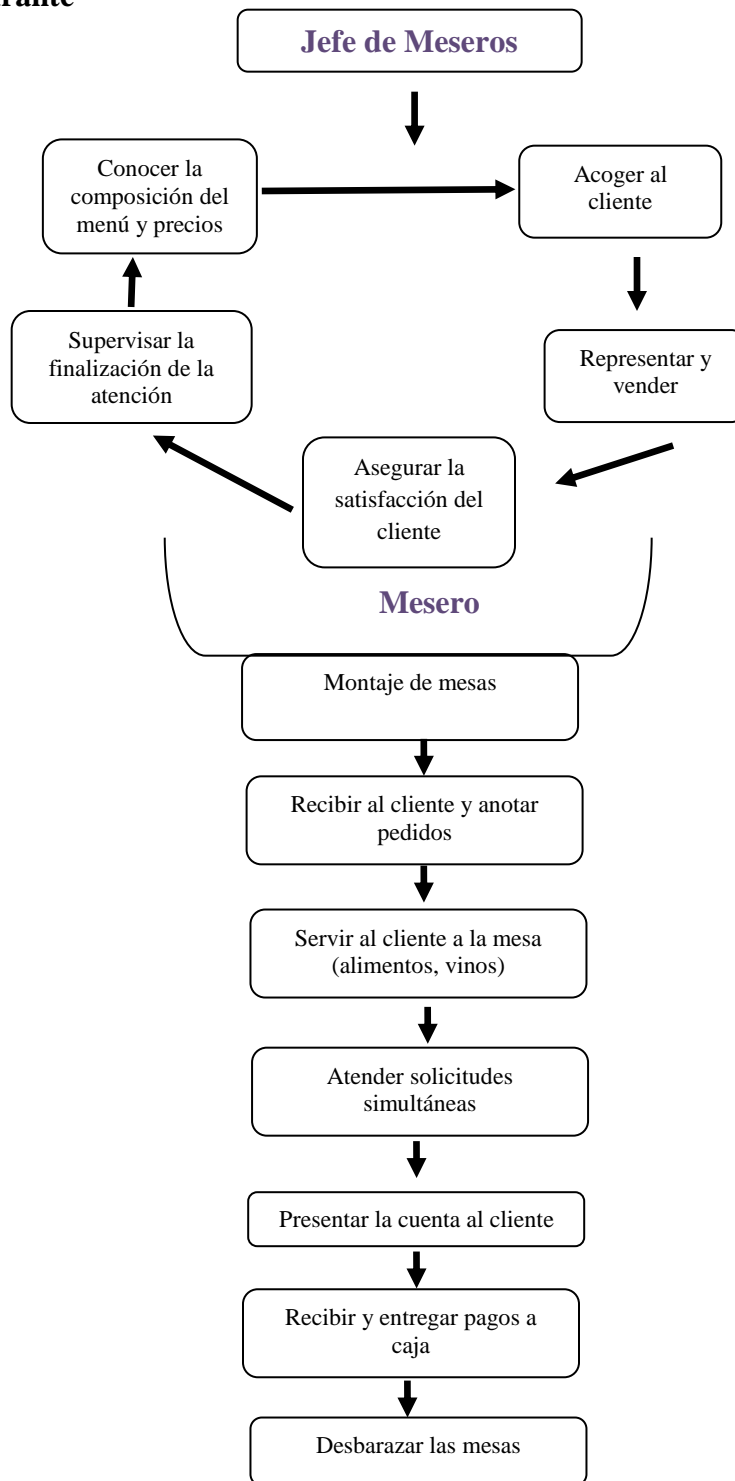 Jefe de Meseros
Conocer la
composición del
menú y precios
Acoger al
cliente
Supervisar la
finalización de la
atención
Representar y
vender
Asegurar la
satisfacción del
cliente
Mesero
Montaje de mesas
Recibir al cliente y anotar
pedidos
Servir al cliente a la mesa
(alimentos, vinos)
Atender solicitudes
simultáneas
Presentar la cuenta al cliente
Recibir y entregar pagos a
caja
Desbarazar las mesas